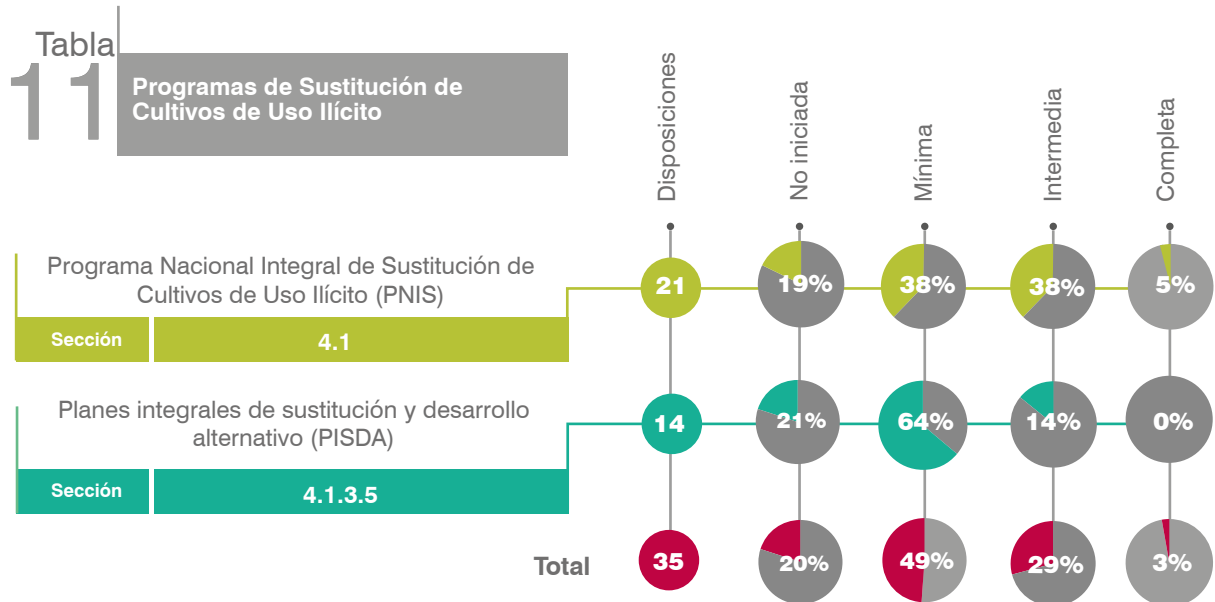 Tabla
11
Programas de Sustitución de
Cultivos de Uso Ilícito
Disposiciones
No iniciada
Mínima
Intermedia
Completa
Programa Nacional Integral de Sustitución de
Cultivos de Uso Ilícito (PNIS)
Sección 4.1
21 19% 38% 38% 5%
Planes integrales de sustitución y desarrollo
alternativo (PISDA)
Sección 4.1.3.5
14 21% 64% 14% 0%
Total 35 20% 49% 29% 3%